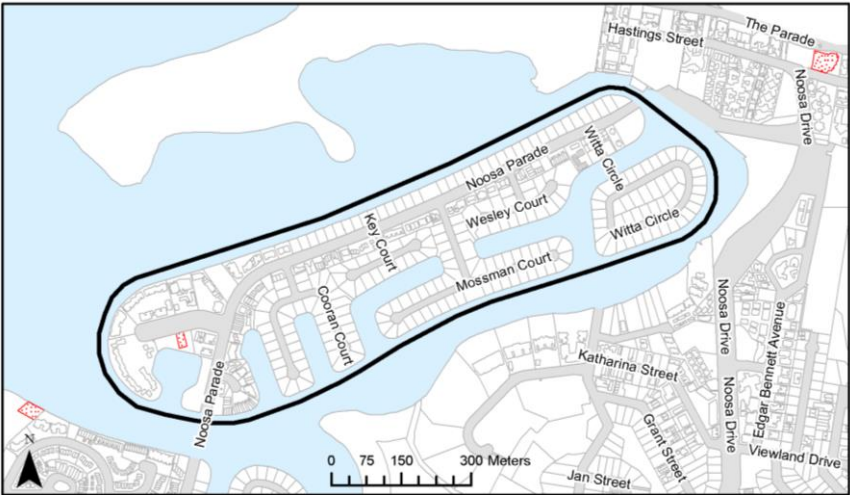 The Parade
Hastings Street
Noosa Drive
Noosa Parade
Witta Circle
Key Court
Wesley Court
Witta Circle
Mossman Court
Cooran Court
Noosa Drive
Edgar Bennett Avenue
Katharina Street
Noosa Parade
Noosa Drive
Grant Street
Viewland Drive
Jan Street
N
0 75 150 300 Meters